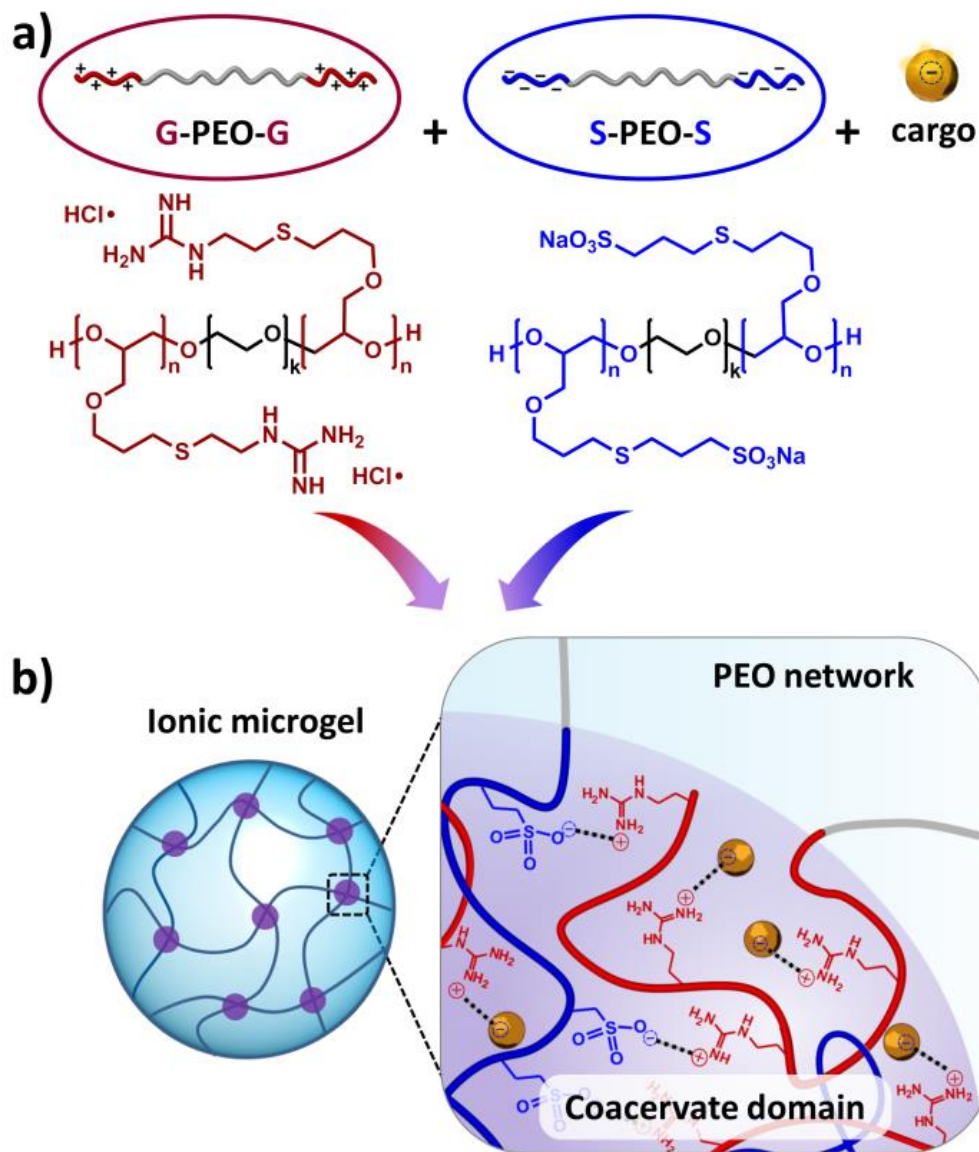 a)
+ + + + + + + +
G-PEO-G
+
− − − − − − − −
S-PEO-S
+
−
cargo
HCl•
NH
H2N
N
H
S
O
H
O
n
O
O
k
O
H
n
O
S
H
N
NH2
NH
HCl•
NaO3S
S
O
H
O
n
O
O
k
O
H
n
O
S
SO3Na
b)
Ionic microgel
PEO network
Coacervate domain